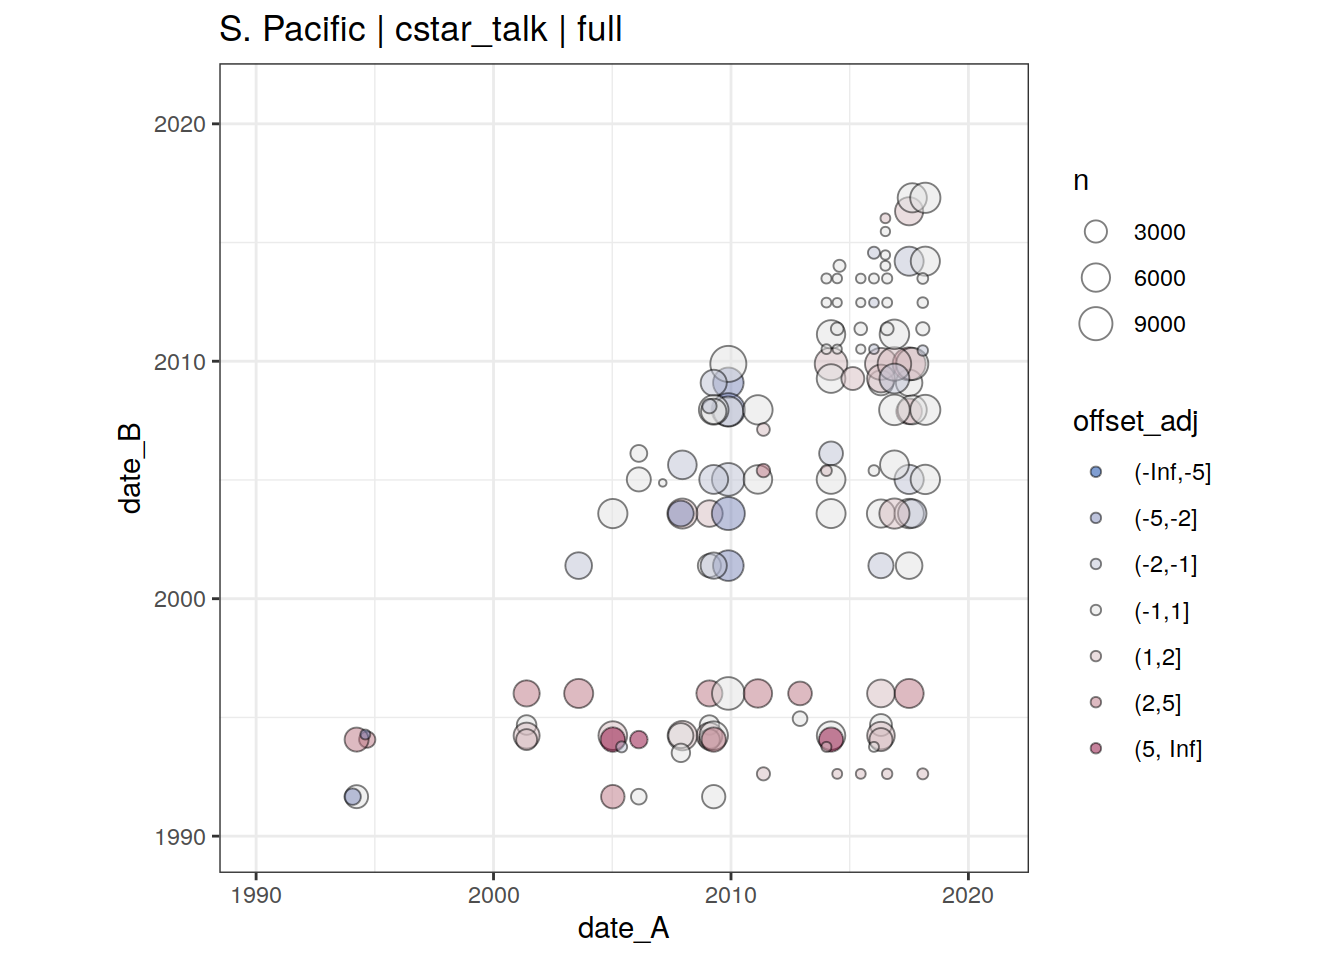 S. Pacific | cstar_talk | full
date_B
2020
2010
2000
1990
1990
2000
2010
2020
date_A
n
3000
6000
9000
offset_adj
(-Inf,-5]
(-5,-2]
(-2,-1]
(-1,1]
(1,2]
(2,5]
(5, Inf]